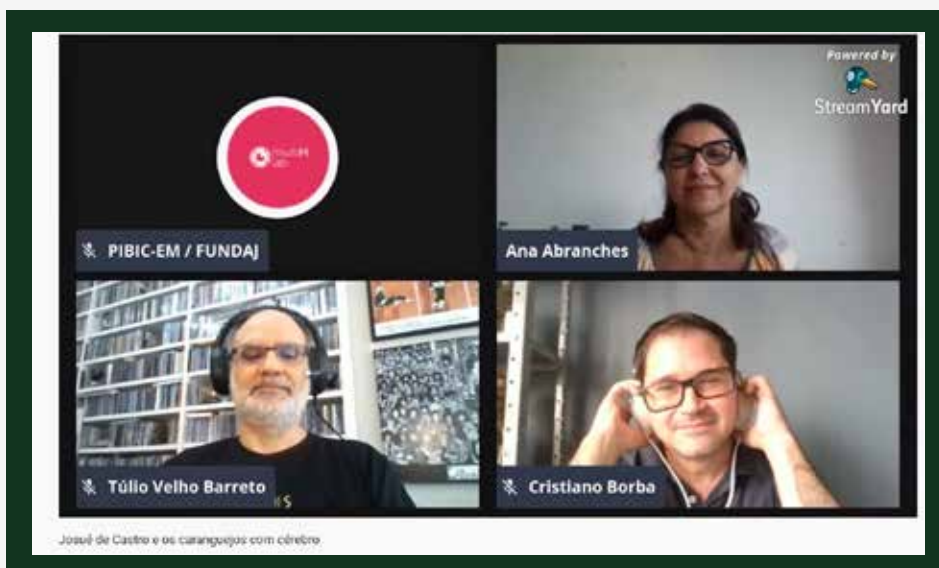 Powered by
StreamYard
PIBIC-EM / FUNDAJ
Ana Abranches
Túlio Velho Barreto
Cristiano Borba
Josué de Castro e os caranguejos com cérebro